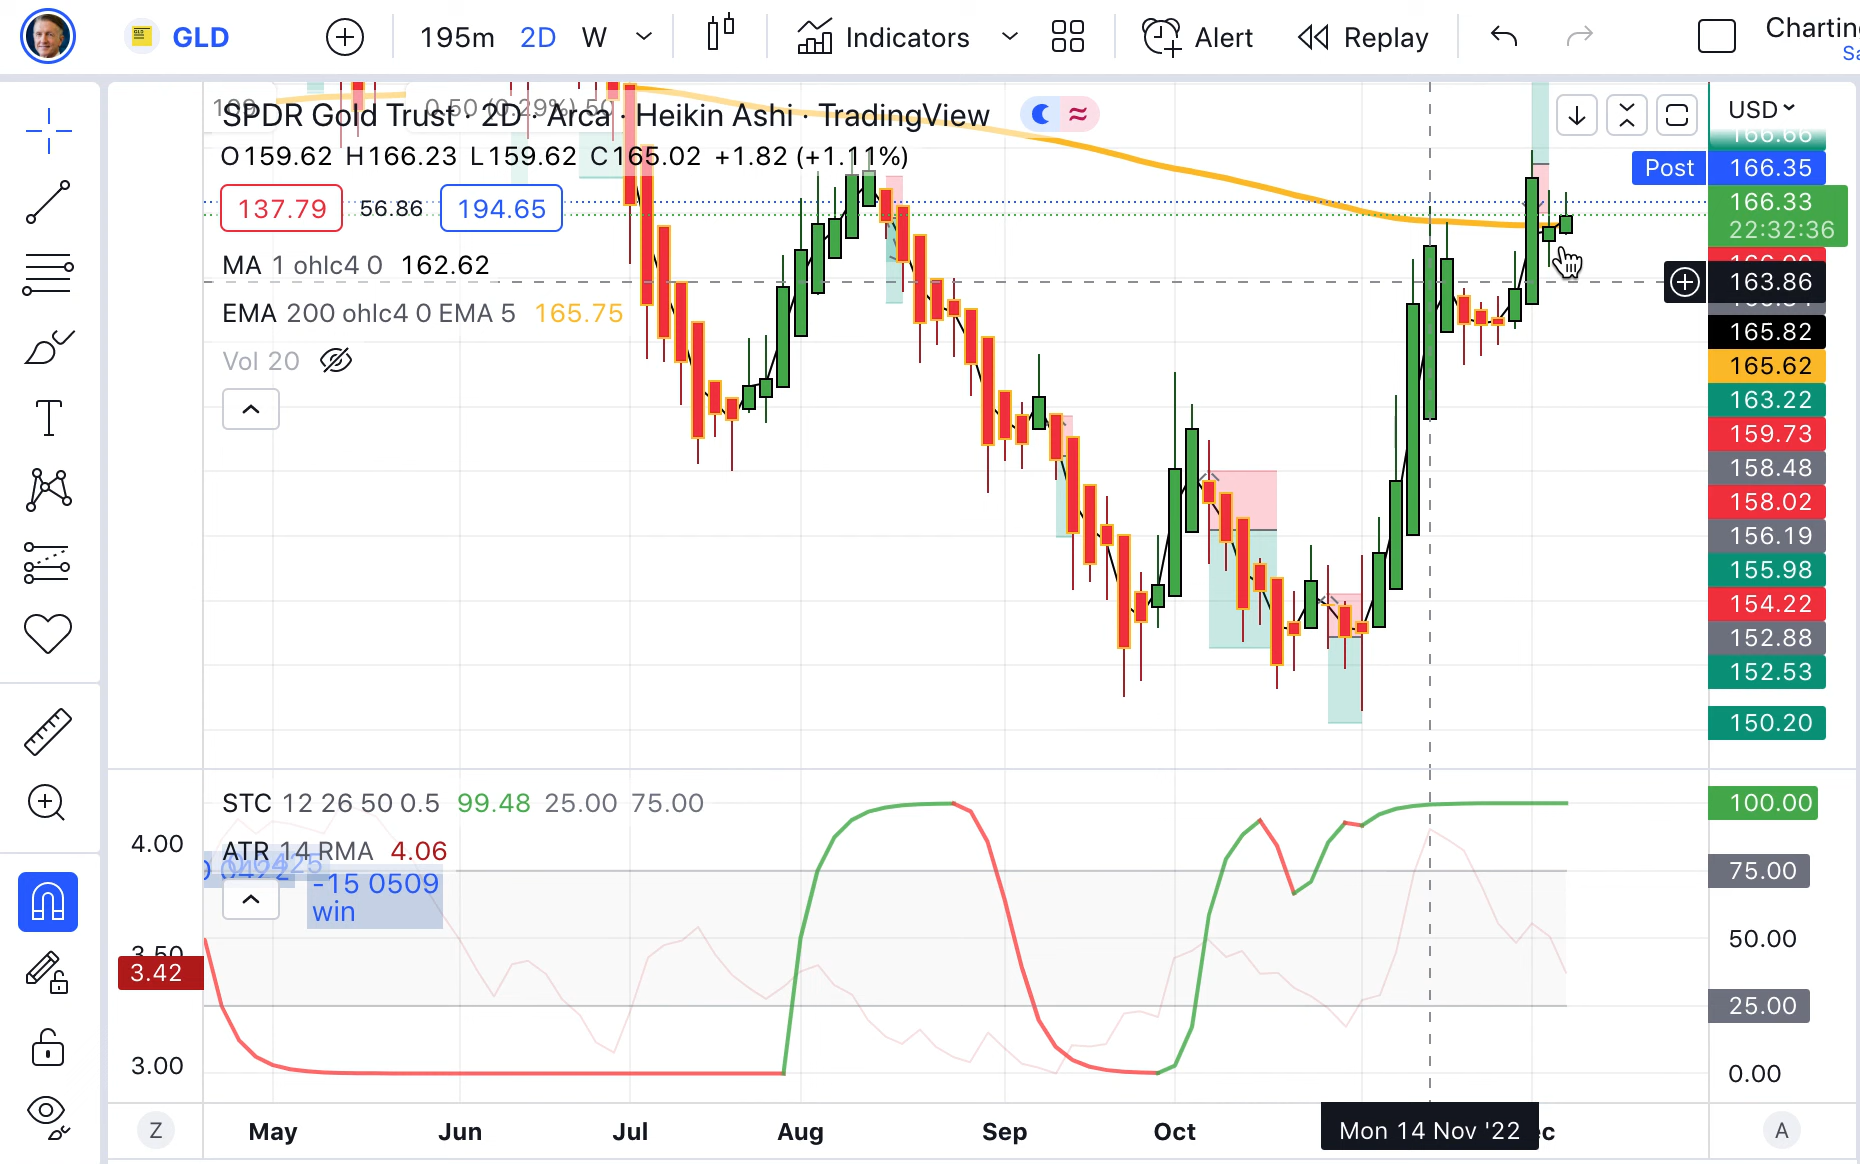 GLD
195m 2D W Indicators Alert Replay
SPDR Gold Trust · 2D · Arca · Heikin Ashi · TradingView
O159.62 H166.23 L159.62 C165.02 +1.82 (+1.11%)
137.79 56.86 194.65
MA 1 ohlc4 0 162.62
EMA 200 ohlc4 0 EMA 5 165.75
Vol 20
USD
166.66
Post 166.35
166.33
22:32:36
163.86
165.82
165.62
163.22
159.73
158.48
158.02
156.19
155.98
154.22
152.88
152.53
150.20
STC 12 26 50 0.5 99.48 25.00 75.00
ATR 14 RMA 4.06
-15 0509
win
4.00
3.50
3.42
3.00
100.00
75.00
50.00
25.00
0.00
Z May Jun Jul Aug Sep Oct Mon 14 Nov '22 A